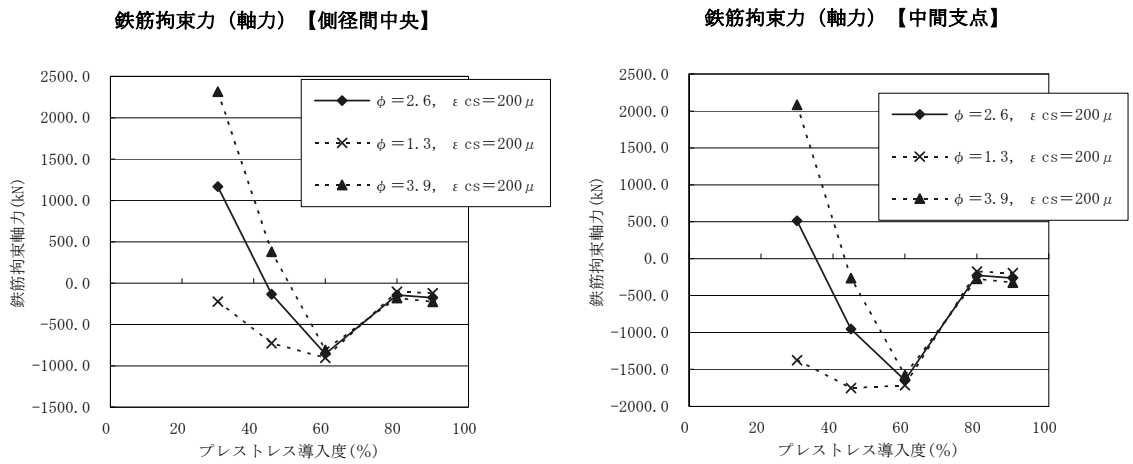 鉄筋拘束力（軸力）【側径間中央】
2500.0
2000.0
1500.0
1000.0
500.0
0.0
-500.0
-1000.0
-1500.0
鉄筋拘束軸力(kN)
0 20 40 60 80 100
プレストレス導入度(%)
φ＝2.6, εcs＝200μ
φ＝1.3, εcs＝200μ
φ＝3.9, εcs＝200μ
鉄筋拘束力（軸力）【中間支点】
2500.0
2000.0
1500.0
1000.0
500.0
0.0
-500.0
-1000.0
-1500.0
-2000.0
鉄筋拘束軸力(kN)
0 20 40 60 80 100
プレストレス導入度(%)
φ＝2.6, εcs＝200μ
φ＝1.3, εcs＝200μ
φ＝3.9, εcs＝200μ